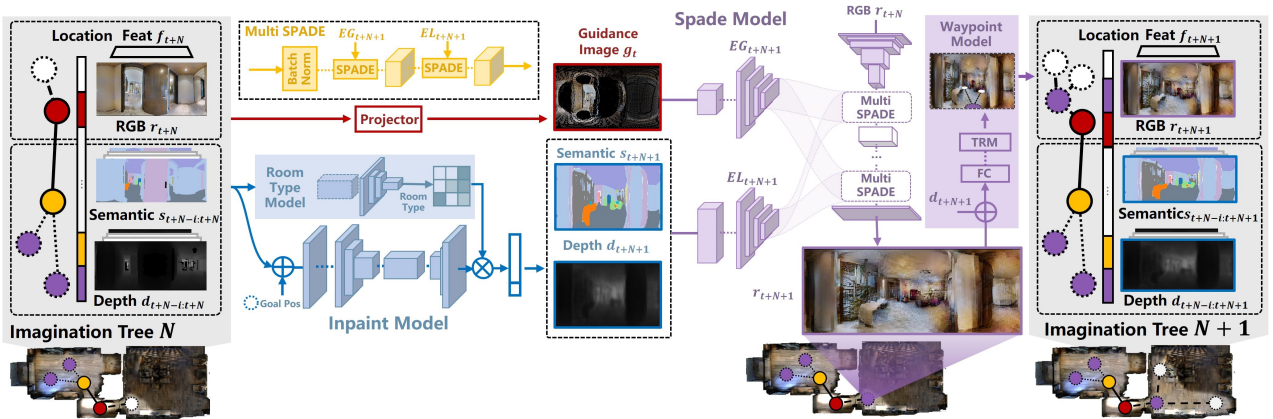 Location
Feat f_{t+N}
RGB r_{t+N}
Semantic s_{t+N-i:t+N}
Depth d_{t+N-i:t+N}
Imagination Tree N
Multi SPADE
EG_{t+N+1}
EL_{t+N+1}
Batch
Norm
SPADE
SPADE
Projector
Guidance
Image g_t
Room
Type
Model
Room
Type
Goal Pos
Inpaint Model
Semantic s_{t+N+1}
Depth d_{t+N+1}
Spade Model
EG_{t+N+1}
EL_{t+N+1}
RGB r_{t+N}
Multi
SPADE
Multi
SPADE
r_{t+N+1}
Waypoint
Model
TRM
FC
d_{t+N+1}
Location
Feat f_{t+1}
RGB r_{t+N+1}
Semantics_{t+N-i:t+N+1}
Depth d_{t+N-i:t+N+1}
Imagination Tree N + 1